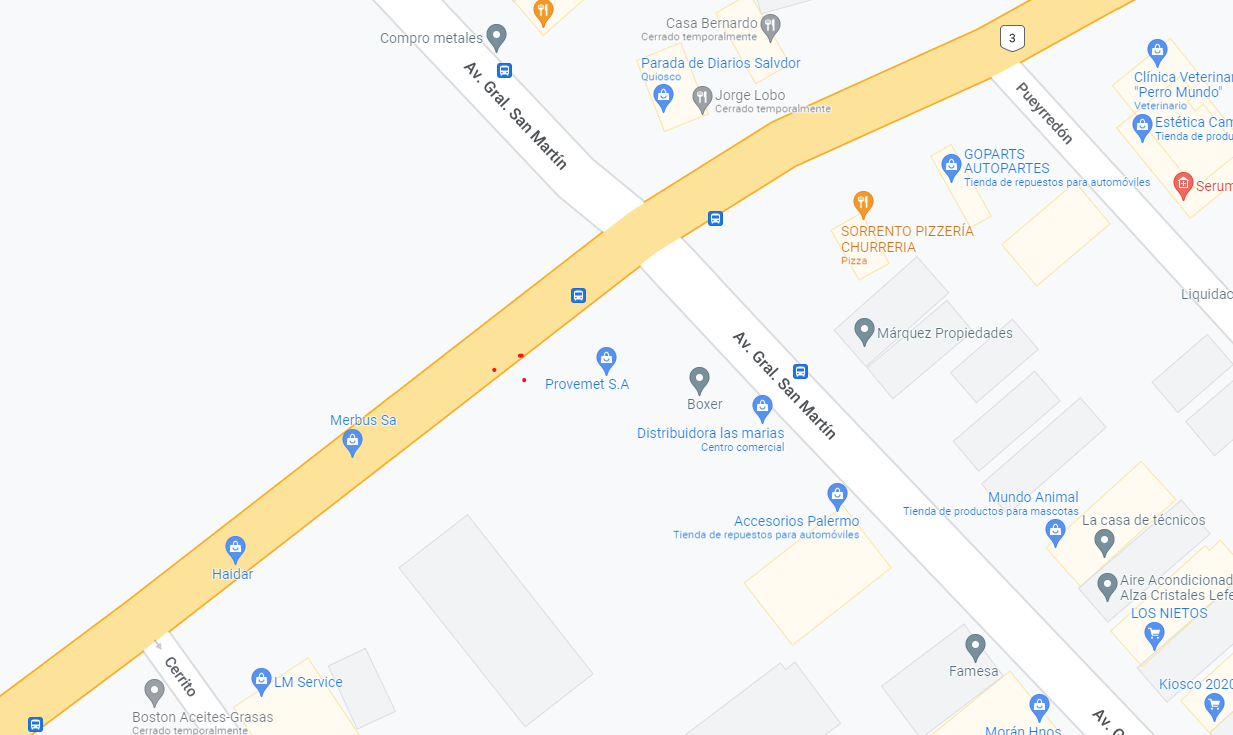 Casa Bernardo
Cerrado temporalmente
Compro metales
3
Av. Gral. San Martín
Parada de Diarios Salvdor
Quiosco
Jorge Lobo
Cerrado temporalmente
Pueyrredón
Clínica Veterinar
"Perro Mundo"
Veterinario
Estética Can
Tienda de produ
GOPARTS
AUTOPARTES
Tienda de repuestos para automóviles
Serum
SORRENTO PIZZERÍA
CHURRERIA
Pizza
Liquidac
Márquez Propiedades
Av. Gral. San Martín
Provemet S.A
Boxer
Merbus Sa
Distribuidora las marias
Centro comercial
Mundo Animal
Tienda de productos para mascotas
Accesorios Palermo
Tienda de repuestos para automóviles
La casa de técnicos
Haidar
Aire Acondicionad
Alza Cristales Lefe
LOS NIETOS
Cerrito
Famesa
LM Service
Kiosco 2020
Boston Aceites-Grasas
Cerrado temporalmente
Av. G
Morán Hnos